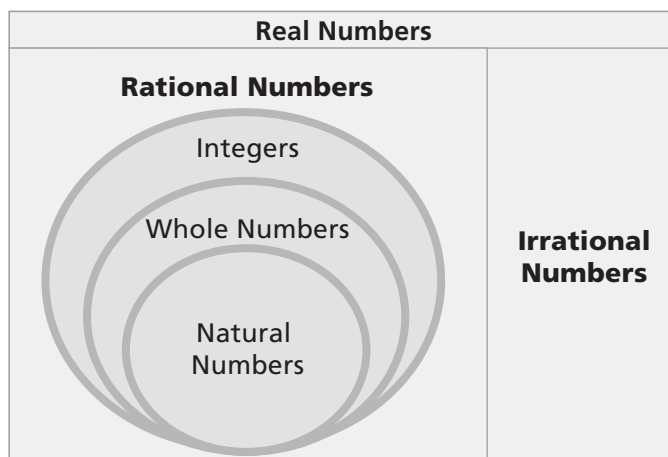 Real Numbers
Rational Numbers
Integers
Whole Numbers
Natural
Numbers
Irrational
Numbers